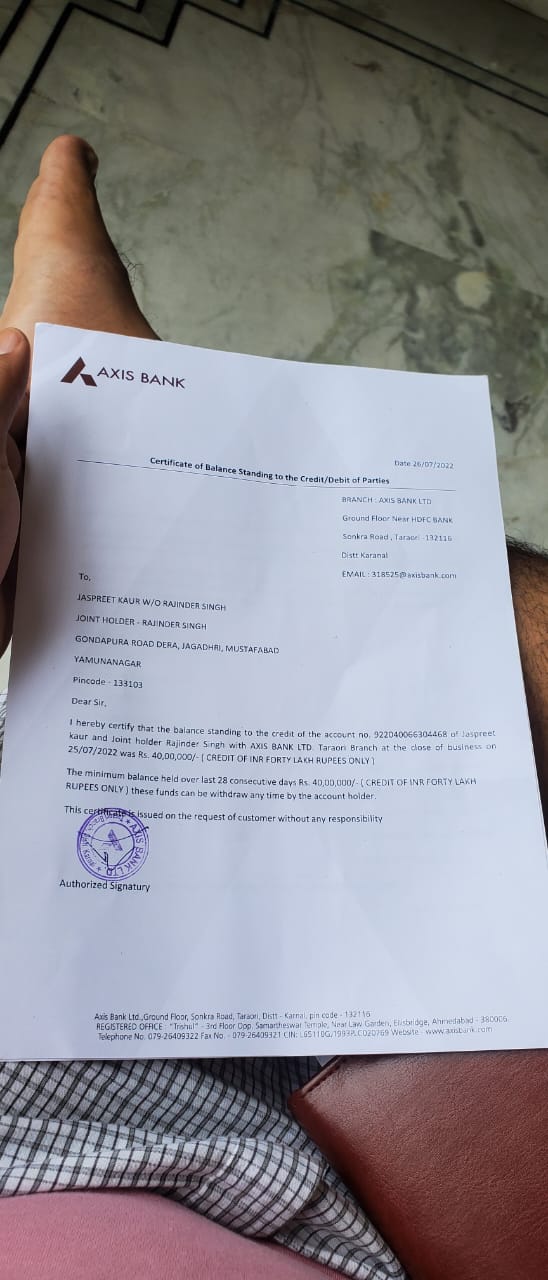 AXIS BANK
Date 26/07/2022
Certificate of Balance Standing to the Credit/Debit of Parties
BRANCH : AXIS BANK LTD
Ground Floor Near HDFC BANK
Sonkra Road , Taraori -132116
Distt Karanal
EMAIL : 318525@axisbank.com
To,
JASPREET KAUR W/O RAJINDER SINGH
JOINT HOLDER - RAJINDER SINGH
GONDAPURA ROAD DERA, JAGADHRI, MUSTAFABAD
YAMUNANAGAR
Pincode - 133103
Dear Sir,
I hereby certify that the balance standing to the credit of the account no. 922040066304468 of Jaspreet
kaur and Joint holder Rajinder Singh with AXIS BANK LTD. Taraori Branch at the close of business on
25/07/2022 was Rs. 40,00,000/- ( CREDIT OF INR FORTY LAKH RUPEES ONLY )
The minimum balance held over last 28 consecutive days Rs. 40,00,000/- ( CREDIT OF INR FORTY LAKH
RUPEES ONLY ) these funds can be withdraw any time by the account holder.
This certificate is issued on the request of customer without any responsibility
AXIS BANK LTD
Authorized Signatury
Axis Bank Ltd.,Ground Floor, Sonkra Road, Taraori, Distt - Karnal, pin code - 132116
REGISTERED OFFICE : "Trishul" - 3rd Floor Opp. Samartheswar Temple, Near Law Garden, Ellisbridge, Ahmedabad - 380006.
Telephone No. 079-26409322 Fax No. - 079-26409321 CIN: L65110GJ1993PLC020769 Website - www.axisbank.com